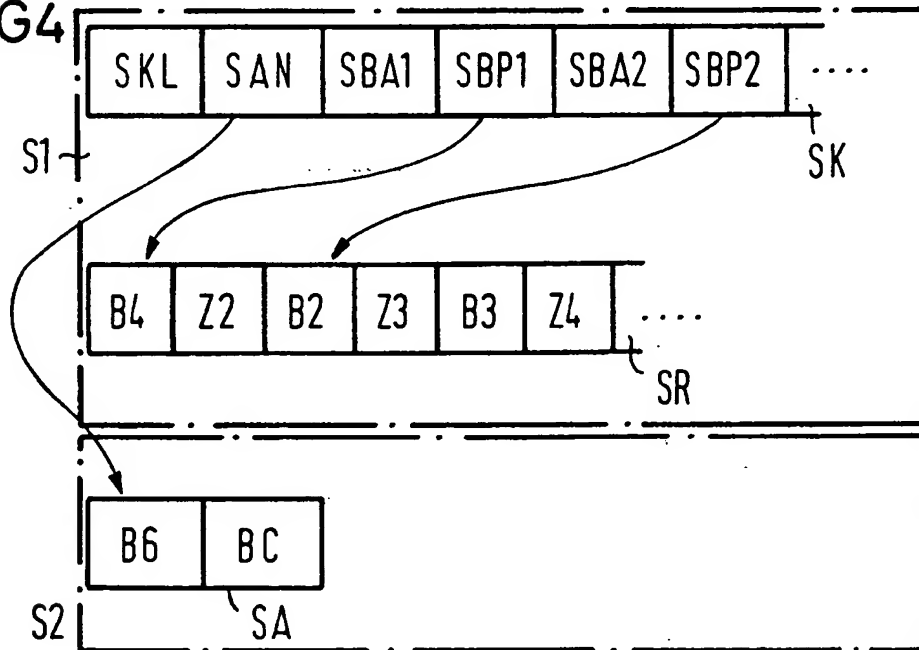 G4
SKL SAN SBA1 SBP1 SBA2 SBP2 ....
S1
SK
B4 Z2 B2 Z3 B3 Z4 ....
SR
B6 BC
S2 SA